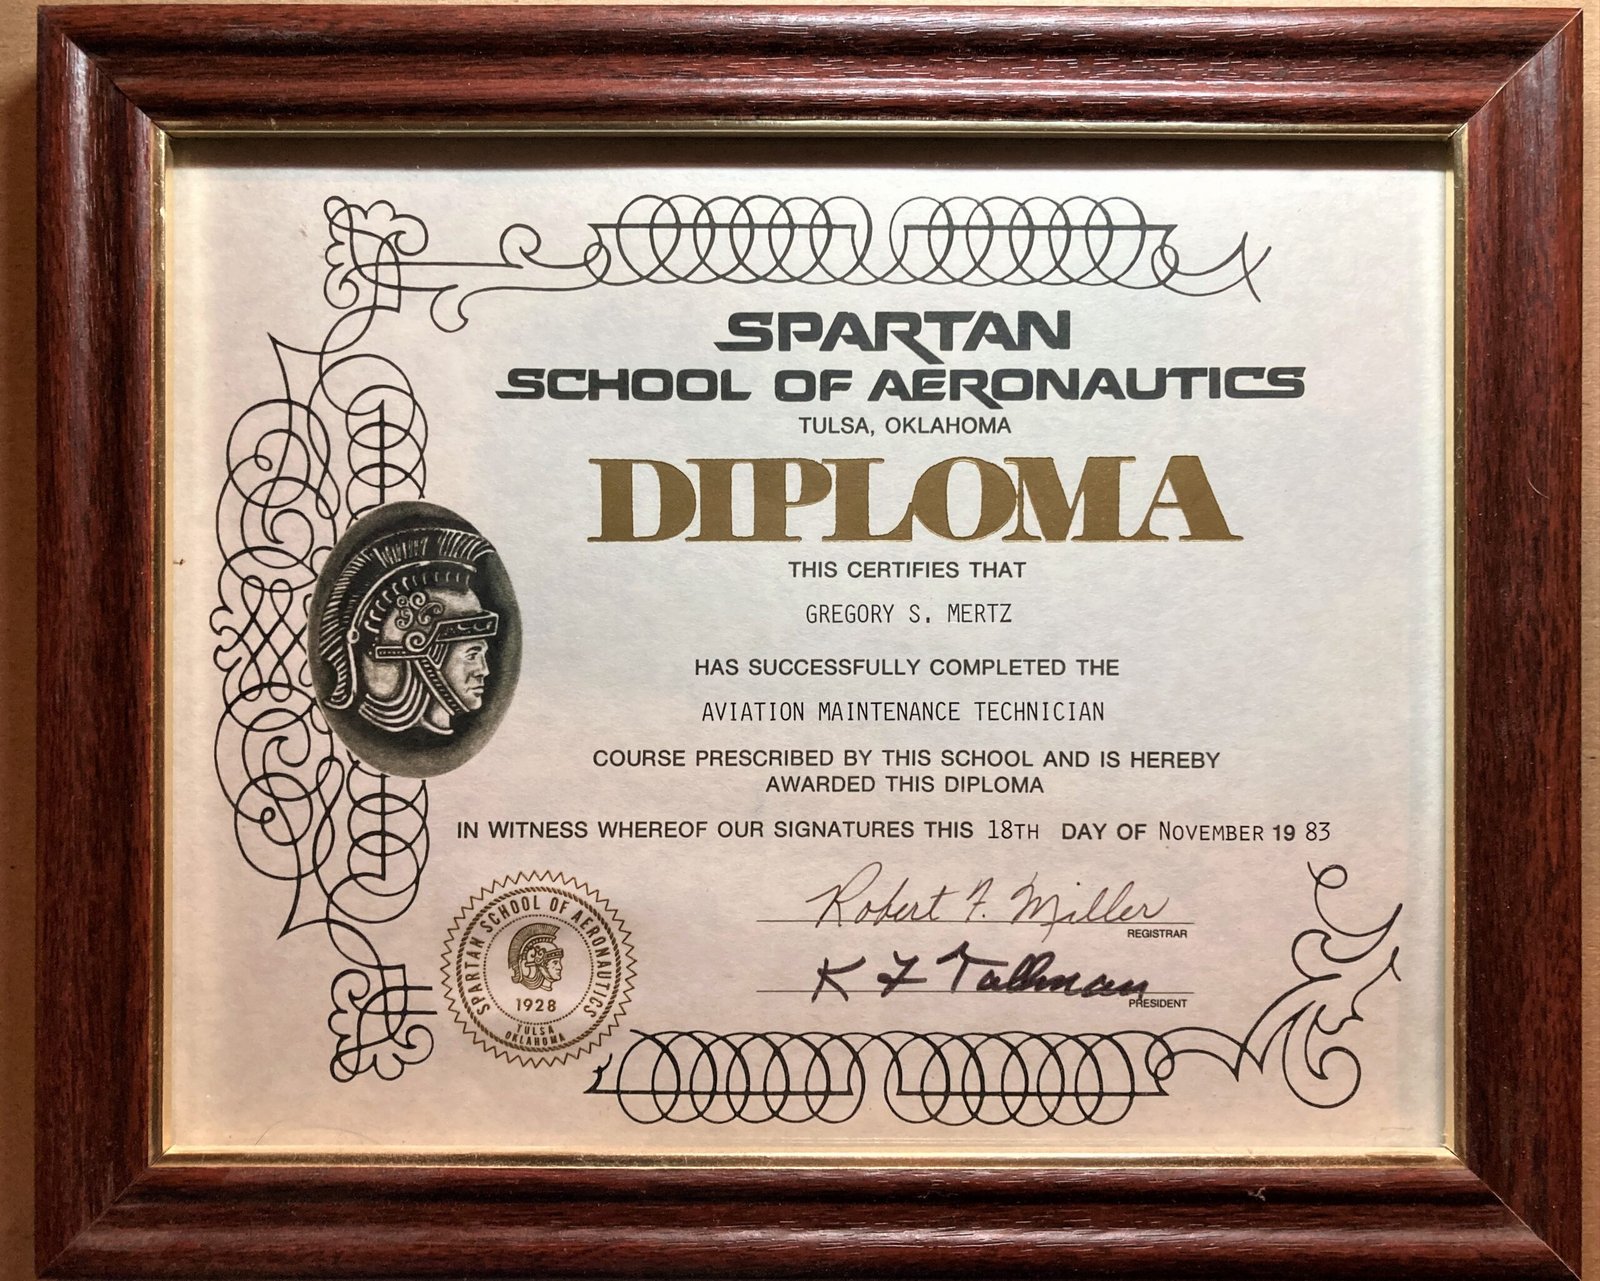 SPARTAN
SCHOOL OF AERONAUTICS
TULSA, OKLAHOMA
DIPLOMA
THIS CERTIFIES THAT
GREGORY S. MERTZ
HAS SUCCESSFULLY COMPLETED THE
AVIATION MAINTENANCE TECHNICIAN
COURSE PRESCRIBED BY THIS SCHOOL AND IS HEREBY
AWARDED THIS DIPLOMA
IN WITNESS WHEREOF OUR SIGNATURES THIS 18TH DAY OF NOVEMBER 19 83
Robert F. Miller
REGISTRAR
K F Tallman
PRESIDENT
SPARTAN SCHOOL OF AERONAUTICS
1928
TULSA
OKLAHOMA